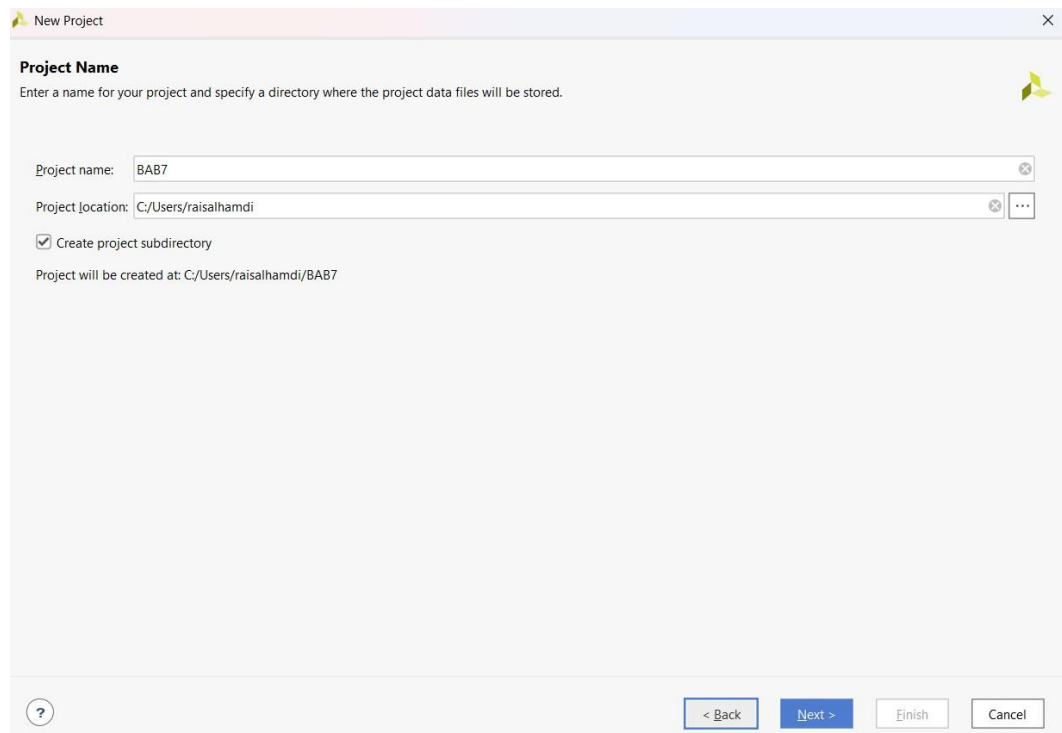 New Project
Project Name
Enter a name for your project and specify a directory where the project data files will be stored.
Project name: BAB7
Project location: C:/Users/raisalhamdi ...
Create project subdirectory
Project will be created at: C:/Users/raisalhamdi/BAB7
? < Back Next > Finish Cancel